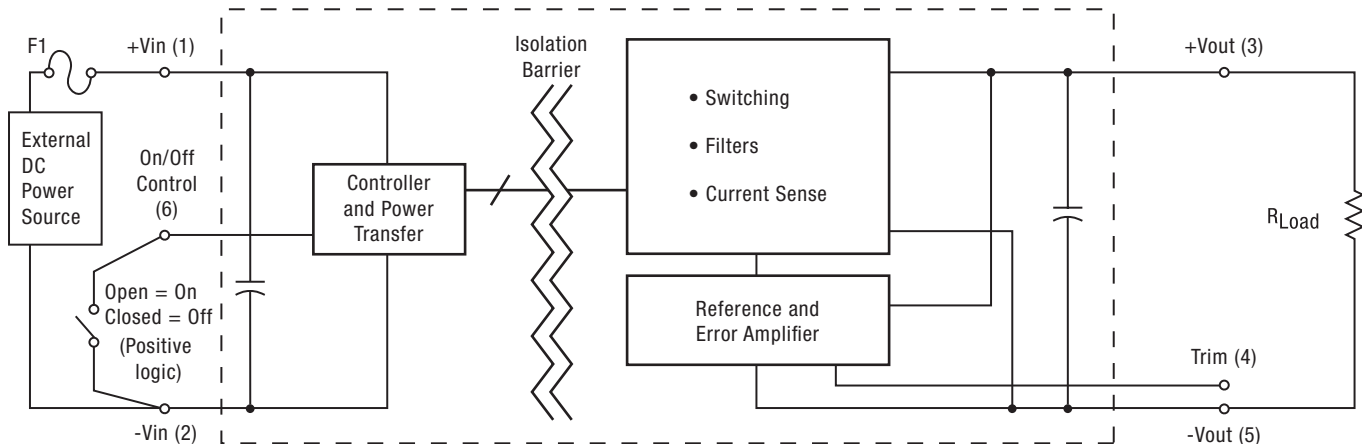 F1
+Vin (1)
External
DC
Power
Source
On/Off
Control
(6)
Open = On
Closed = Off
(Positive
logic)
-Vin (2)
Controller
and Power
Transfer
Isolation
Barrier
• Switching
• Filters
• Current Sense
Reference and
Error Amplifier
+Vout (3)
RLoad
Trim (4)
-Vout (5)